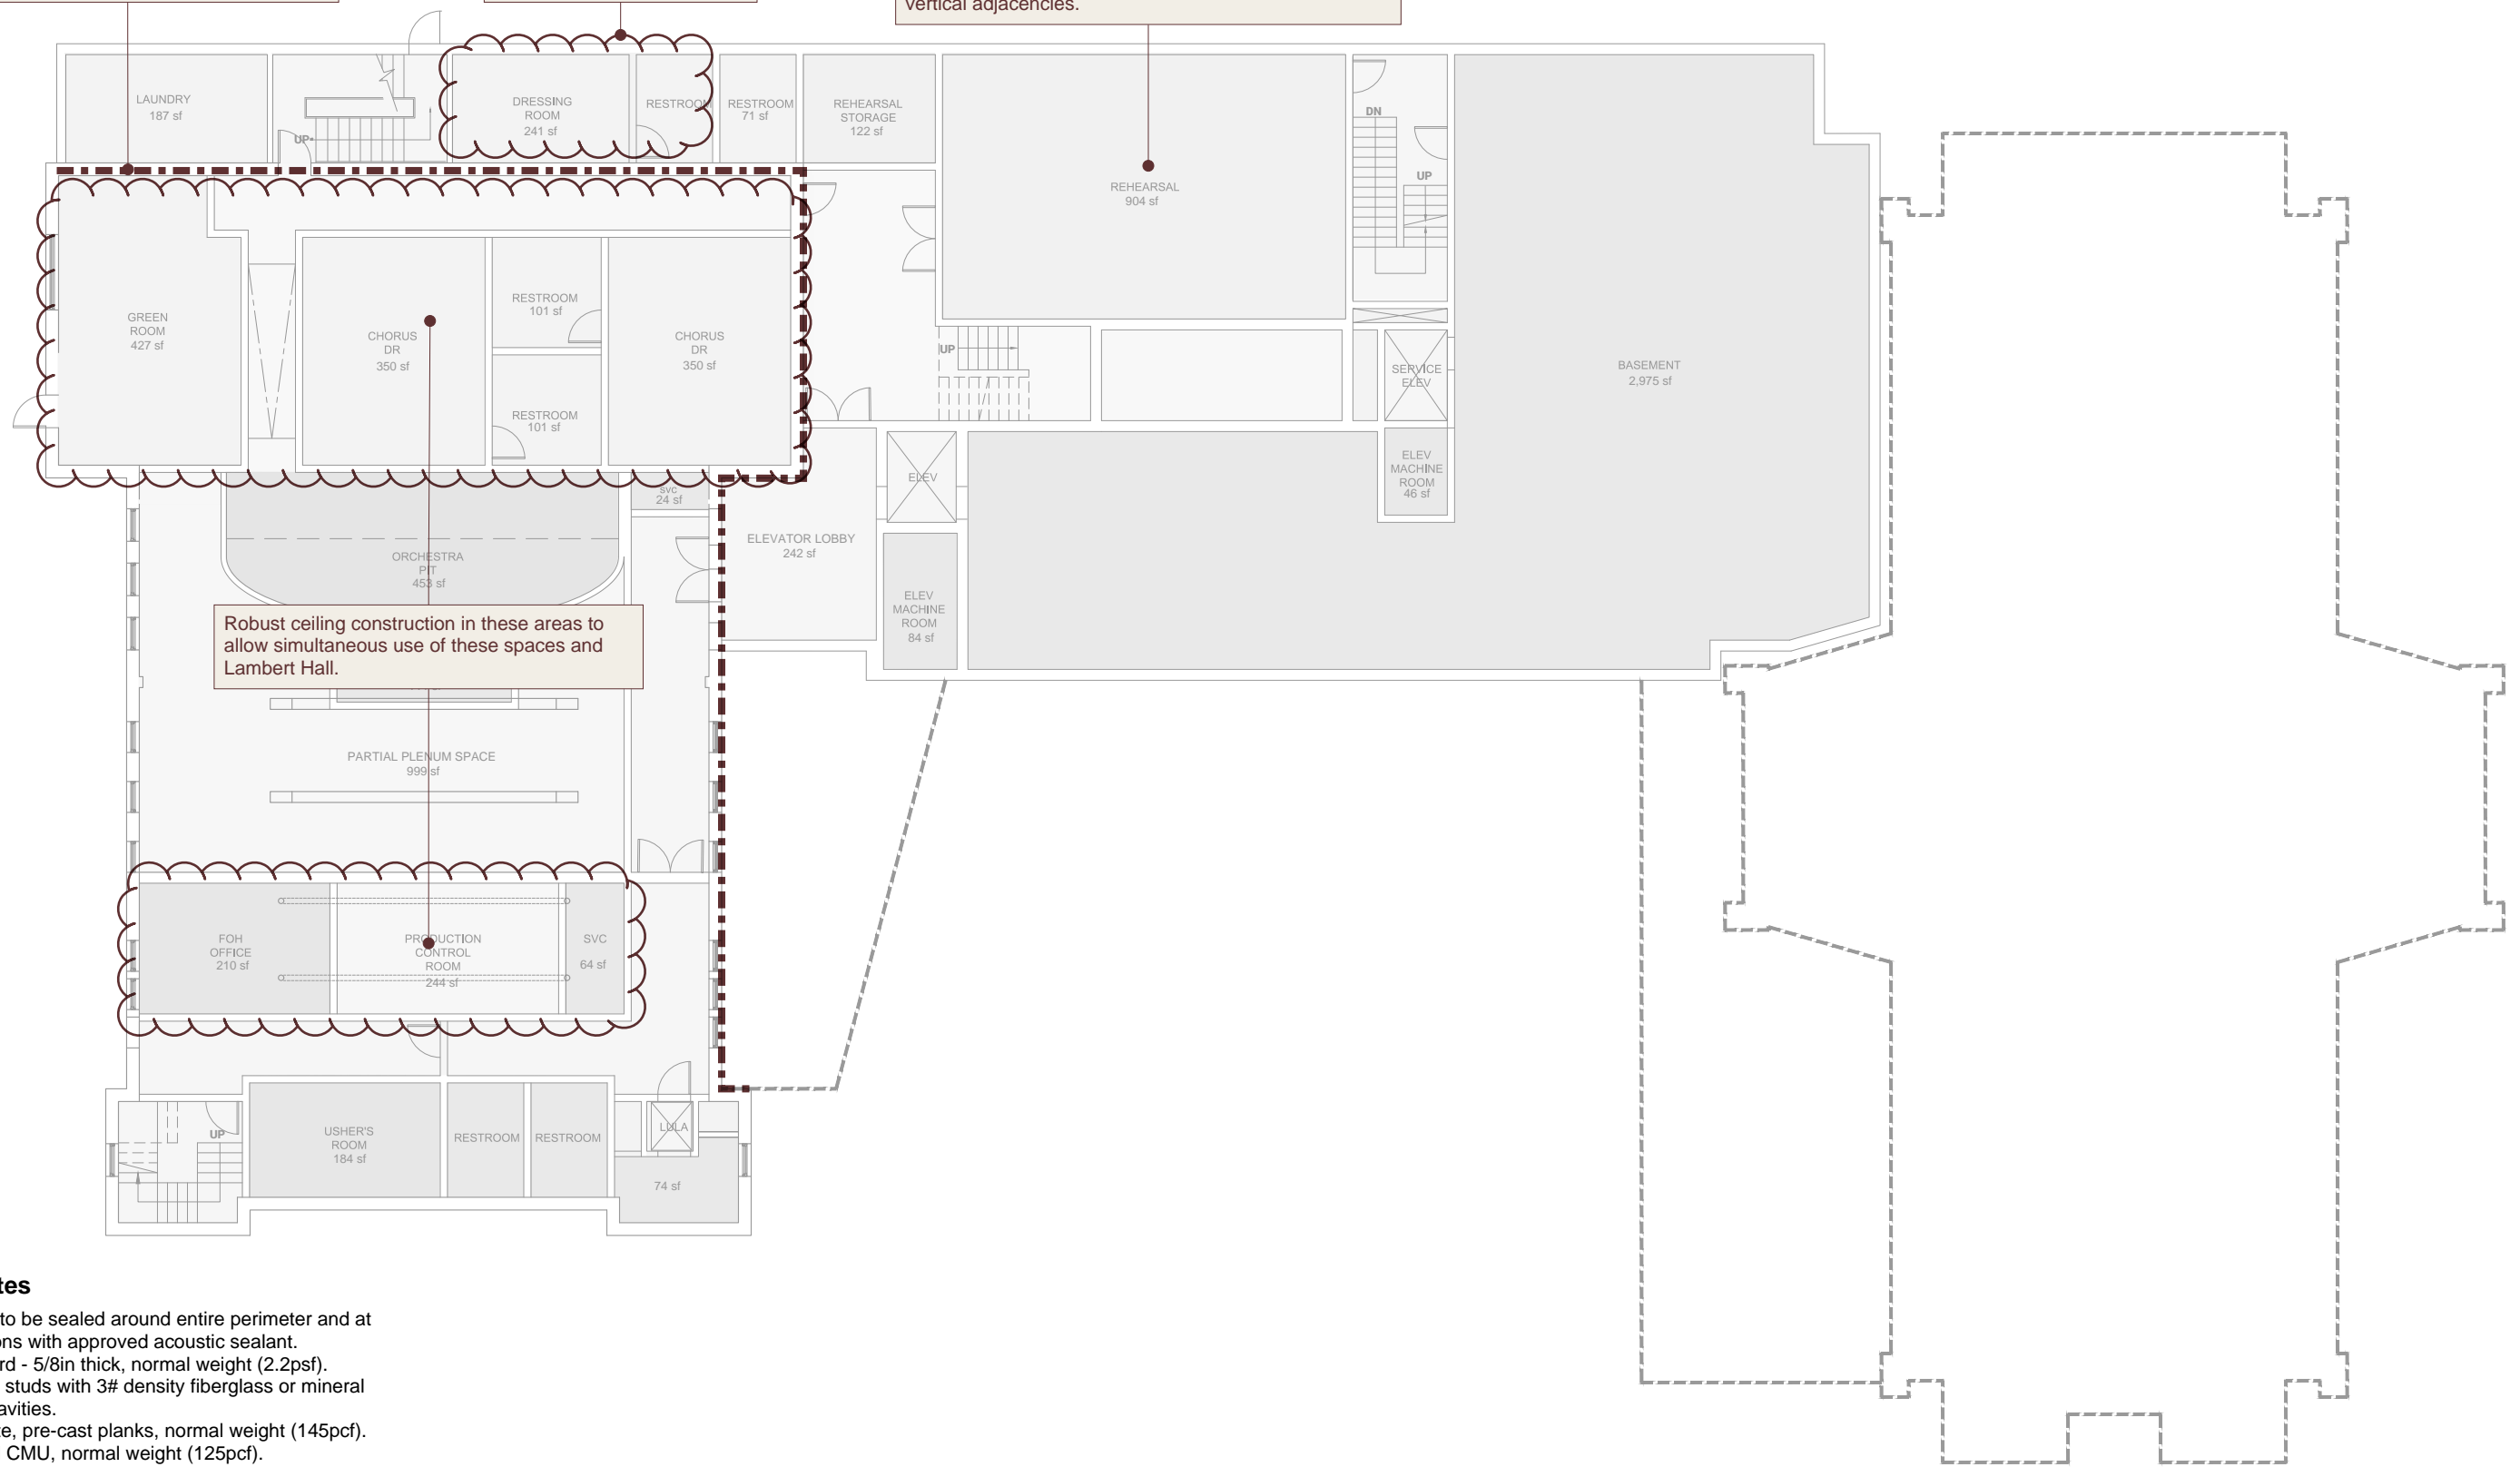 vertical adjacencies.
LAUNDRY
187 sf
UP
DRESSING
ROOM
241 sf
RESTROOM
RESTROOM
71 sf
REHEARSAL
STORAGE
122 sf
REHEARSAL
904 sf
DN
UP
GREEN
ROOM
427 sf
CHORUS
DR
350 sf
RESTROOM
101 sf
RESTROOM
101 sf
CHORUS
DR
350 sf
UP
SERVICE
ELEV
BASEMENT
2,975 sf
ELEV
MACHINE
ROOM
46 sf
ELEV
svc
24 sf
ELEVATOR LOBBY
242 sf
ORCHESTRA
PIT
453 sf
ELEV
MACHINE
ROOM
84 sf
Robust ceiling construction in these areas to
allow simultaneous use of these spaces and
Lambert Hall.
PARTIAL PLENUM SPACE
999 sf
FOH
OFFICE
210 sf
PRODUCTION
CONTROL
ROOM
244 sf
SVC
64 sf
UP
USHER'S
ROOM
184 sf
RESTROOM
RESTROOM
LULA
74 sf
tes
to be sealed around entire perimeter and at
ons with approved acoustic sealant.
rd - 5/8in thick, normal weight (2.2psf).
studs with 3# density fiberglass or mineral
avities.
te, pre-cast planks, normal weight (145pcf).
CMU, normal weight (125pcf).